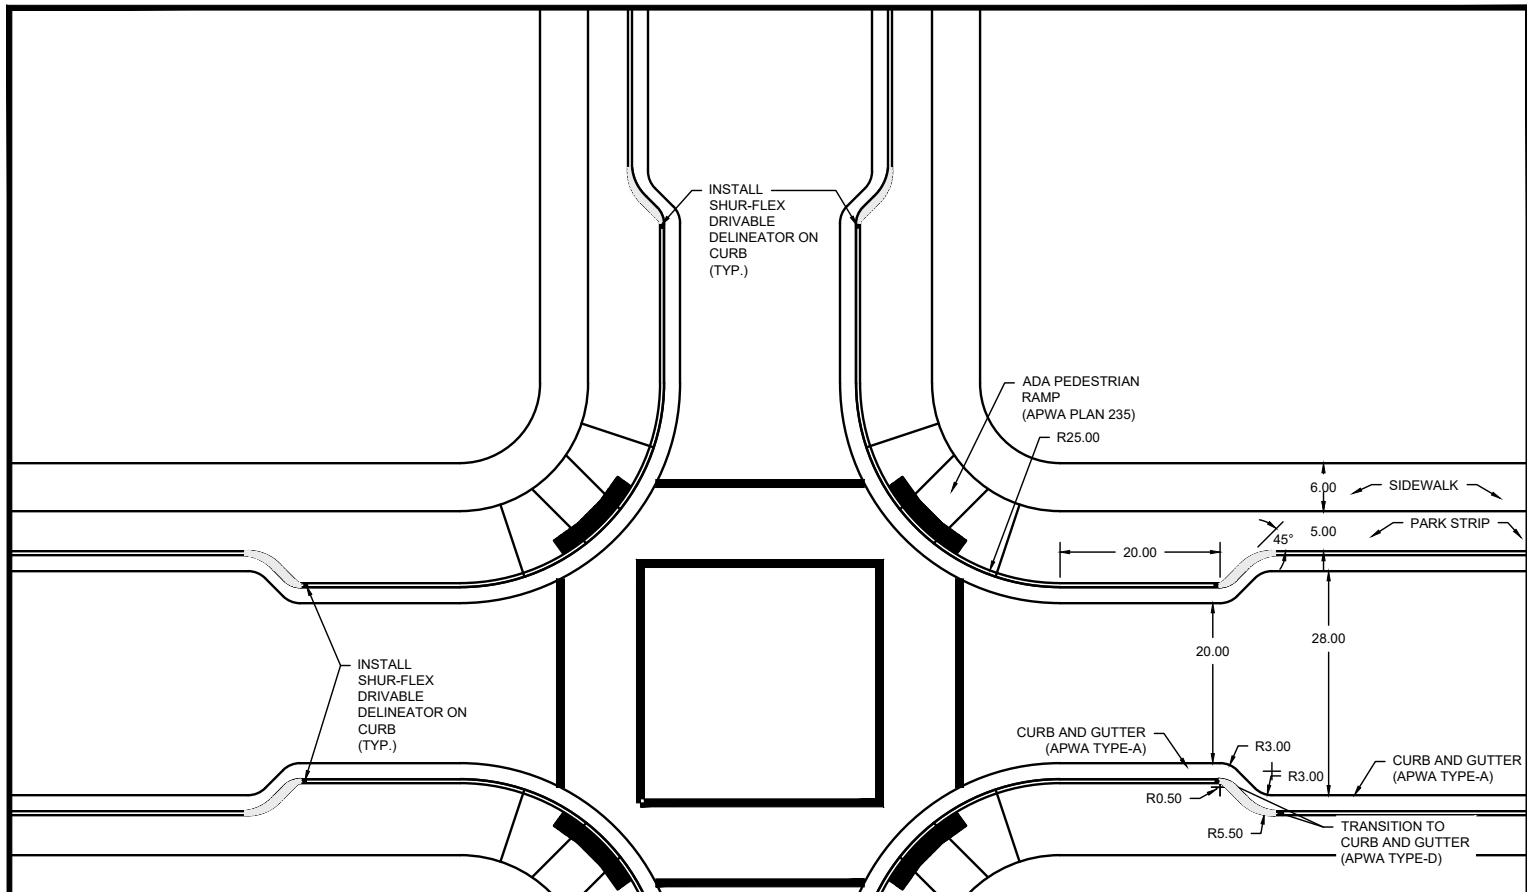 INSTALL
SHUR-FLEX
DRIVABLE
DELINEATOR ON
CURB
(TYP.)
ADA PEDESTRIAN
RAMP
(APWA PLAN 235)
R25.00
6.00
SIDEWALK
5.00
PARK STRIP
45°
20.00
28.00
20.00
INSTALL
SHUR-FLEX
DRIVABLE
DELINEATOR ON
CURB
(TYP.)
CURB AND GUTTER
(APWA TYPE-A)
R3.00
R3.00
CURB AND GUTTER
(APWA TYPE-A)
R0.50
R5.50
TRANSITION TO
CURB AND GUTTER
(APWA TYPE-D)